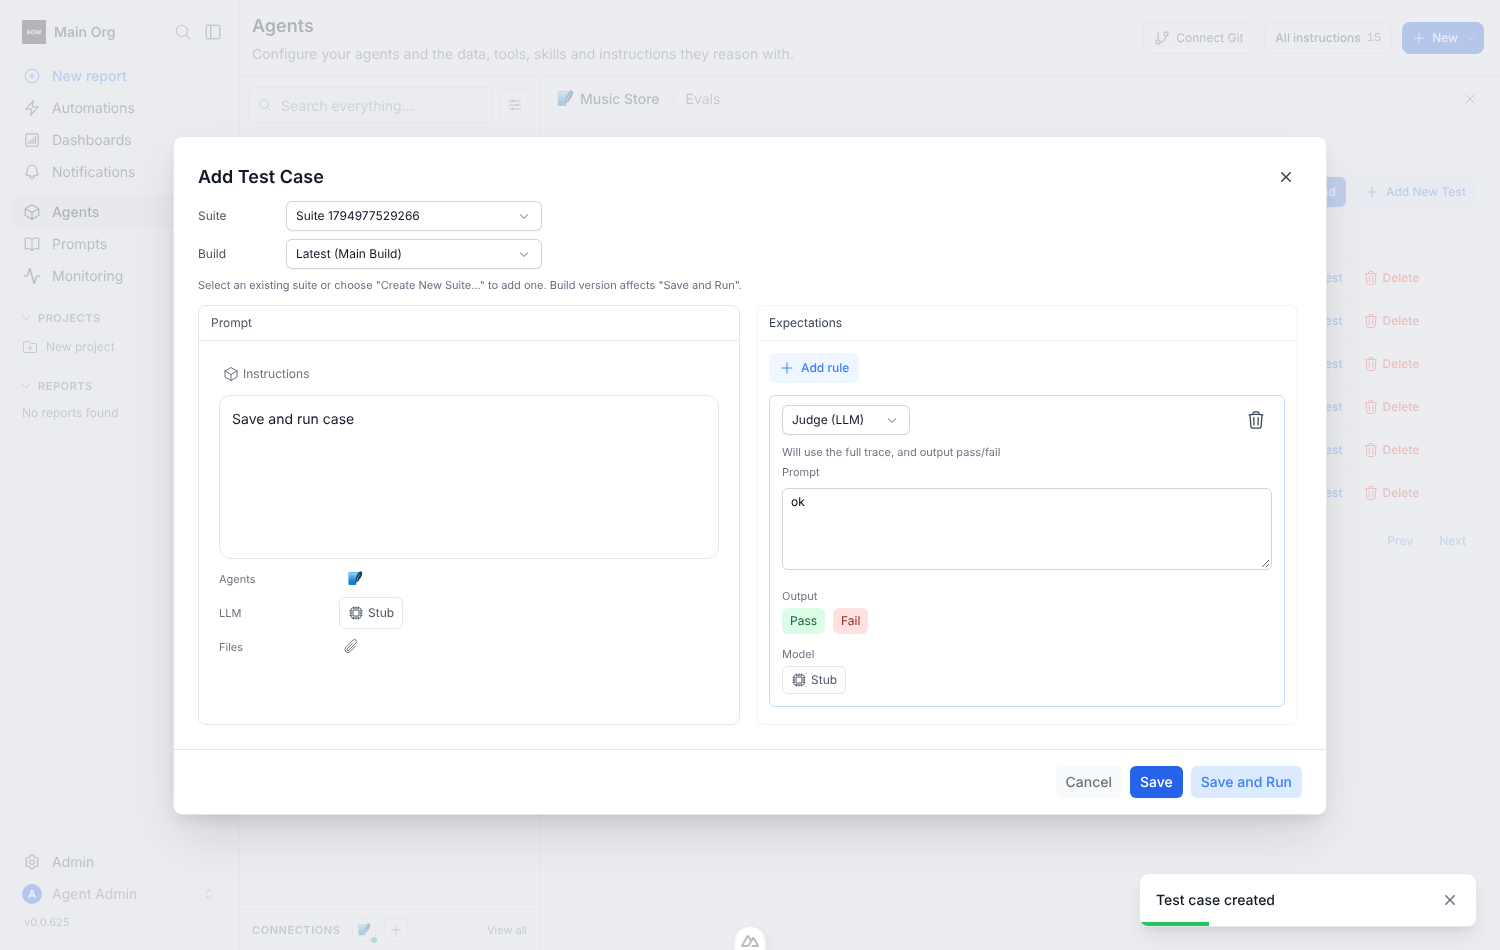 BOW
Main Org
New report
Automations
Dashboards
Notifications
Agents
Prompts
Monitoring
PROJECTS
New project
REPORTS
No reports found
Admin
A Agent Admin
v0.0.625
Agents
Configure your agents and the data, tools, skills and instructions they reason with.
Connect Git
All instructions 15
New
Search everything...
Music Store
Evals
Add New Test
Delete
Delete
Delete
Delete
Delete
Delete
Prev Next
Add Test Case
Suite
Suite 1794977529266
Build
Latest (Main Build)
Select an existing suite or choose "Create New Suite…" to add one. Build version affects "Save and Run".
Prompt
Instructions
Save and run case
Agents
LLM
Stub
Files
Expectations
Add rule
Judge (LLM)
Will use the full trace, and output pass/fail
Prompt
ok
Output
Pass Fail
Model
Stub
Cancel Save Save and Run
CONNECTIONS
View all
Test case created